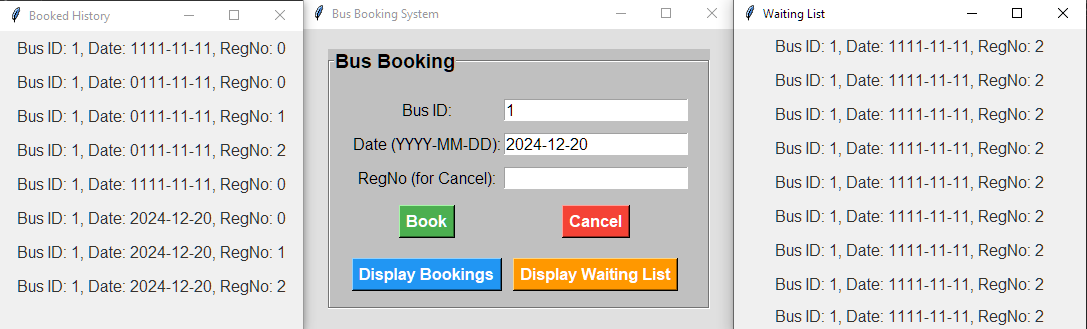 Booked History
Bus ID: 1, Date: 1111-11-11, RegNo: 0
Bus ID: 1, Date: 0111-11-11, RegNo: 0
Bus ID: 1, Date: 0111-11-11, RegNo: 1
Bus ID: 1, Date: 0111-11-11, RegNo: 2
Bus ID: 1, Date: 1111-11-11, RegNo: 0
Bus ID: 1, Date: 2024-12-20, RegNo: 0
Bus ID: 1, Date: 2024-12-20, RegNo: 1
Bus ID: 1, Date: 2024-12-20, RegNo: 2
Bus Booking System
Bus Booking
Bus ID: 1
Date (YYYY-MM-DD): 2024-12-20
RegNo (for Cancel):
Book Cancel
Display Bookings Display Waiting List
Waiting List
Bus ID: 1, Date: 1111-11-11, RegNo: 2
Bus ID: 1, Date: 1111-11-11, RegNo: 2
Bus ID: 1, Date: 1111-11-11, RegNo: 2
Bus ID: 1, Date: 1111-11-11, RegNo: 2
Bus ID: 1, Date: 1111-11-11, RegNo: 2
Bus ID: 1, Date: 1111-11-11, RegNo: 2
Bus ID: 1, Date: 1111-11-11, RegNo: 2
Bus ID: 1, Date: 1111-11-11, RegNo: 2
Bus ID: 1, Date: 1111-11-11, RegNo: 2